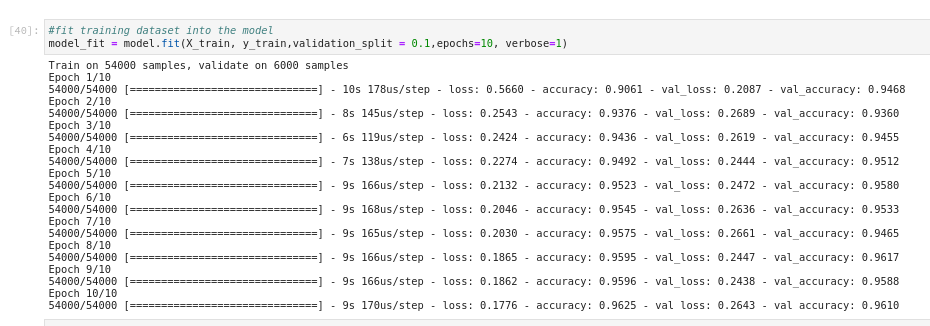 [40]:
#fit training dataset into the model
model_fit = model.fit(X_train, y_train,validation_split = 0.1,epochs=10, verbose=1)
Train on 54000 samples, validate on 6000 samples
Epoch 1/10
54000/54000 [==============================] - 10s 178us/step - loss: 0.5660 - accuracy: 0.9061 - val_loss: 0.2087 - val_accuracy: 0.9468
Epoch 2/10
54000/54000 [==============================] - 8s 145us/step - loss: 0.2543 - accuracy: 0.9376 - val_loss: 0.2689 - val_accuracy: 0.9360
Epoch 3/10
54000/54000 [==============================] - 6s 119us/step - loss: 0.2424 - accuracy: 0.9436 - val_loss: 0.2619 - val_accuracy: 0.9455
Epoch 4/10
54000/54000 [==============================] - 7s 138us/step - loss: 0.2274 - accuracy: 0.9492 - val_loss: 0.2444 - val_accuracy: 0.9512
Epoch 5/10
54000/54000 [==============================] - 9s 166us/step - loss: 0.2132 - accuracy: 0.9523 - val_loss: 0.2472 - val_accuracy: 0.9580
Epoch 6/10
54000/54000 [==============================] - 9s 168us/step - loss: 0.2046 - accuracy: 0.9545 - val_loss: 0.2636 - val_accuracy: 0.9533
Epoch 7/10
54000/54000 [==============================] - 9s 165us/step - loss: 0.2030 - accuracy: 0.9575 - val_loss: 0.2661 - val_accuracy: 0.9465
Epoch 8/10
54000/54000 [==============================] - 9s 166us/step - loss: 0.1865 - accuracy: 0.9595 - val_loss: 0.2447 - val_accuracy: 0.9617
Epoch 9/10
54000/54000 [==============================] - 9s 166us/step - loss: 0.1862 - accuracy: 0.9596 - val_loss: 0.2438 - val_accuracy: 0.9588
Epoch 10/10
54000/54000 [==============================] - 9s 170us/step - loss: 0.1776 - accuracy: 0.9625 - val_loss: 0.2643 - val_accuracy: 0.9610